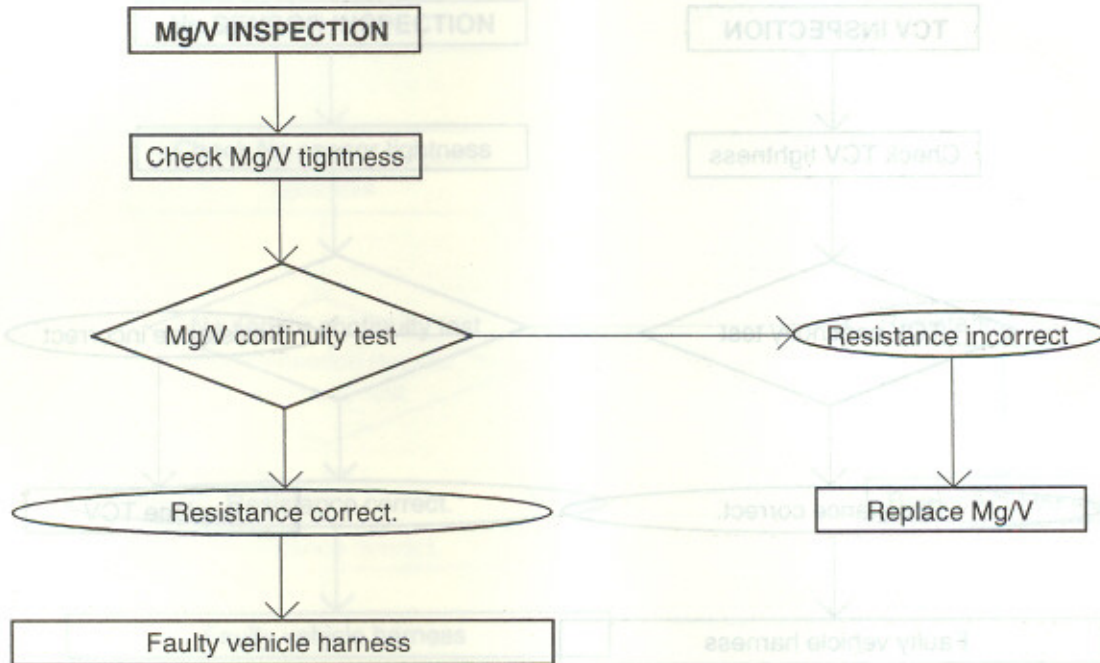 Mg/V INSPECTION
Check Mg/V tightness
Mg/V continuity test
Resistance incorrect
Resistance correct.
Replace Mg/V
Faulty vehicle harness